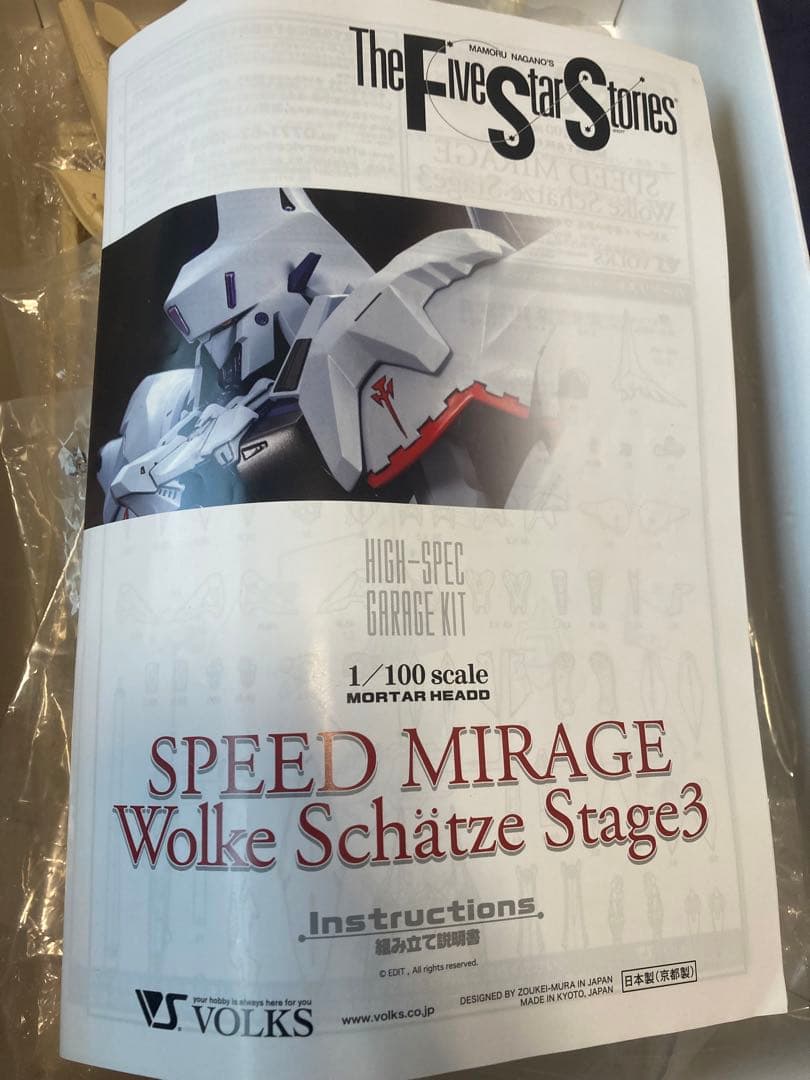 MAMORU NAGANO'S
The Five Star Stories
HIGH-SPEC
GARAGE KIT
1/100 scale
MORTAR HEADD
SPEED MIRAGE
Wolke Schätze Stage3
Instructions
組み立て説明書
© EDIT , All rights reserved.
your hobby is always here for you
VS. VOLKS
www.volks.co.jp
DESIGNED BY ZOUKEI-MURA IN JAPAN
MADE IN KYOTO, JAPAN
日本製(京都製)